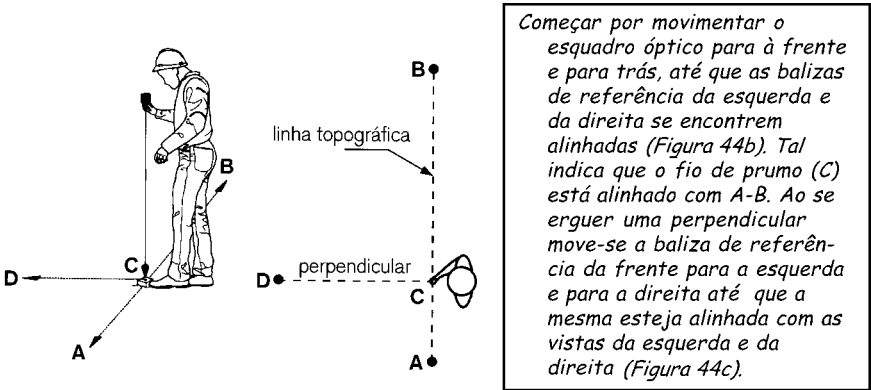 B
C
D
A
B
linha topográfica
D
perpendicular
C
A
Começar por movimentar o
esquadro óptico para à frente
e para trás, até que as balizas
de referência da esquerda e
da direita se encontrem
alinhadas (Figura 44b). Tal
indica que o fio de prumo (C)
está alinhado com A-B. Ao se
erguer uma perpendicular
move-se a baliza de referên-
cia da frente para a esquerda
e para a direita até que a
mesma esteja alinhada com as
vistas da esquerda e da
direita (Figura 44c).